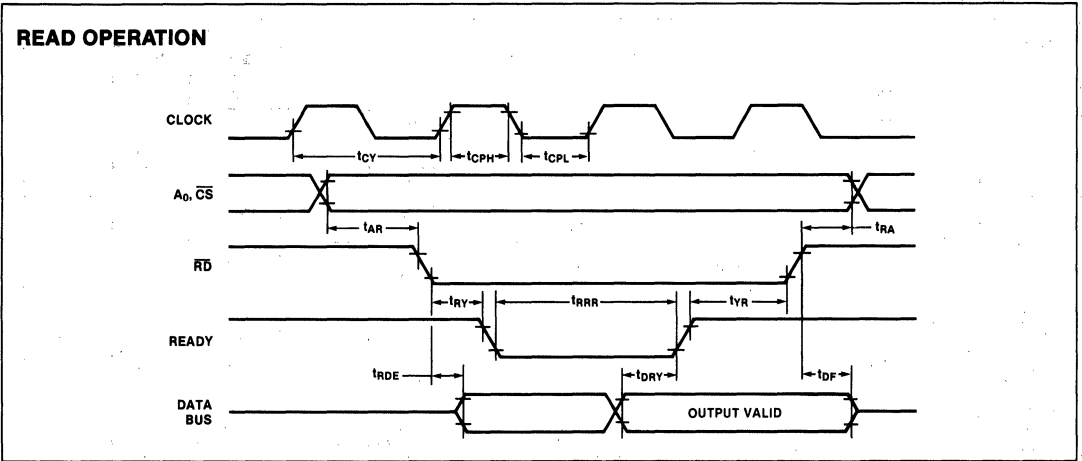 READ OPERATION
CLOCK
tCY
tCPH
tCPL
A0, CS
tAR
tRA
RD
tRY
tRRR
tYR
READY
tRDE
tDRY
tDF
DATA
BUS
OUTPUT VALID